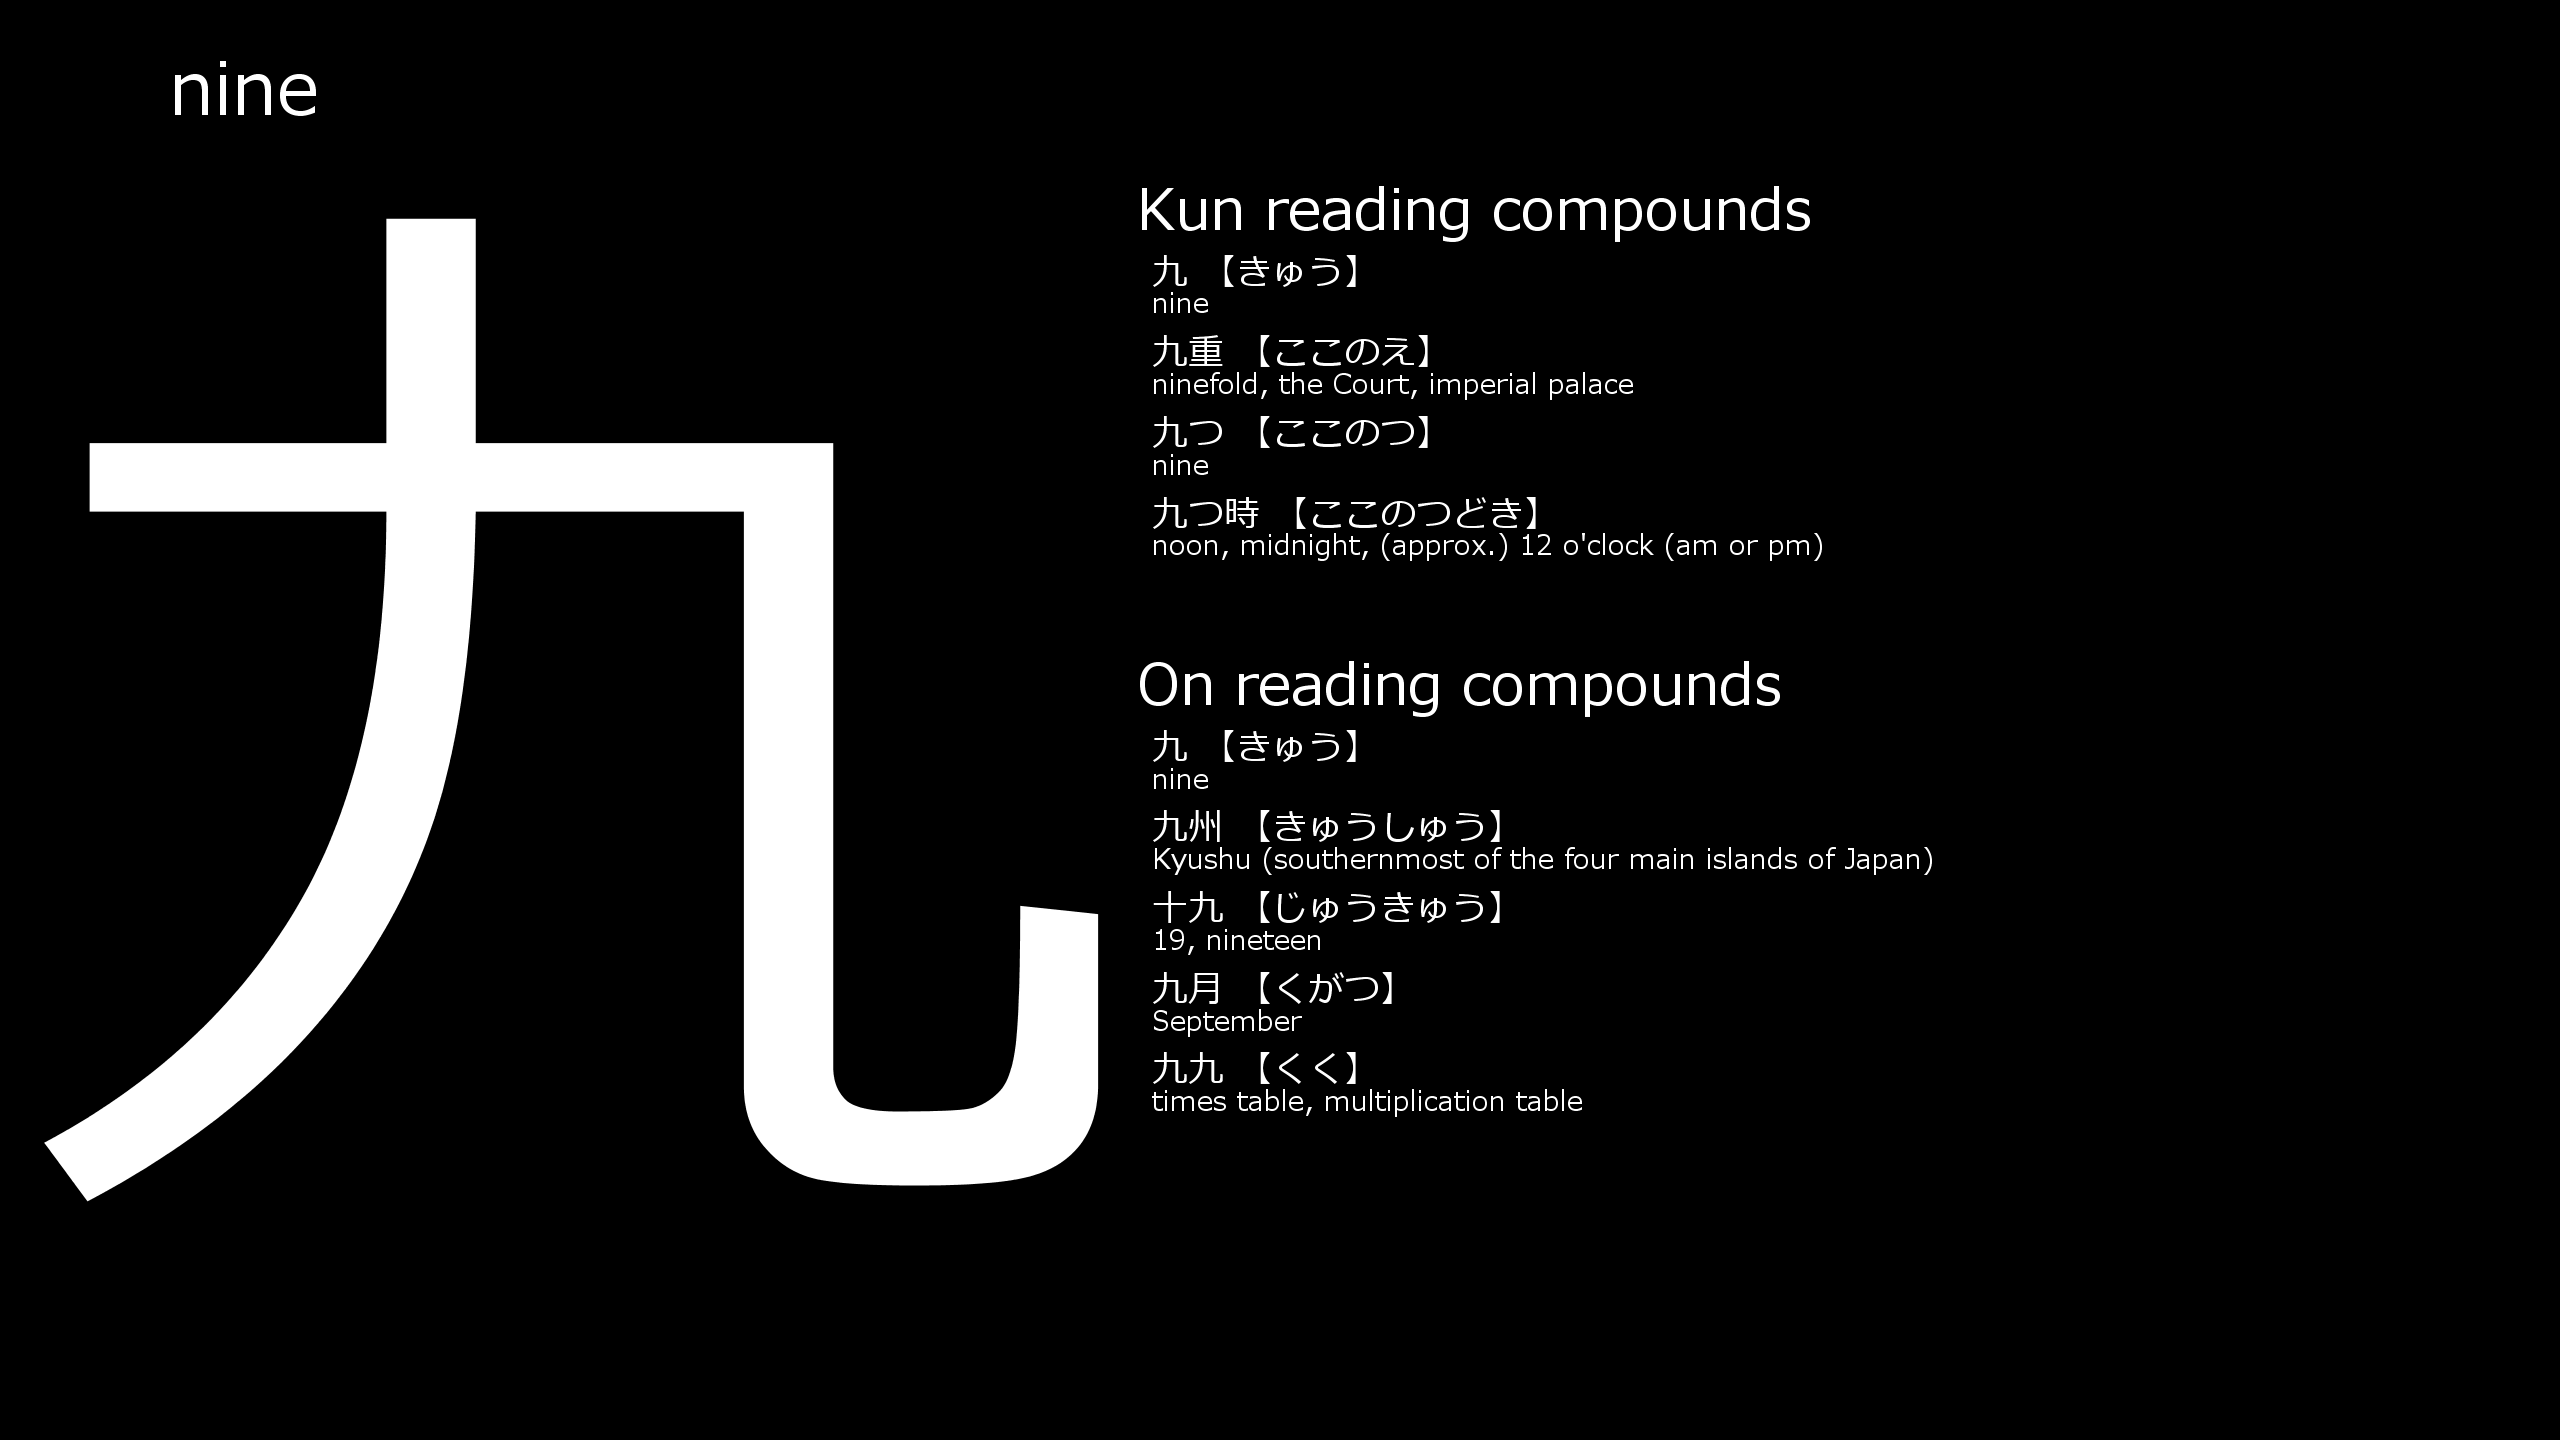 nine
九
Kun reading compounds
九 【きゅう】
nine
九重 【ここのえ】
ninefold, the Court, imperial palace
九つ 【ここのつ】
nine
九つ時 【ここのつどき】
noon, midnight, (approx.) 12 o'clock (am or pm)
On reading compounds
九 【きゅう】
nine
九州 【きゅうしゅう】
Kyushu (southernmost of the four main islands of Japan)
十九 【じゅうきゅう】
19, nineteen
九月 【くがつ】
September
九九 【くく】
times table, multiplication table